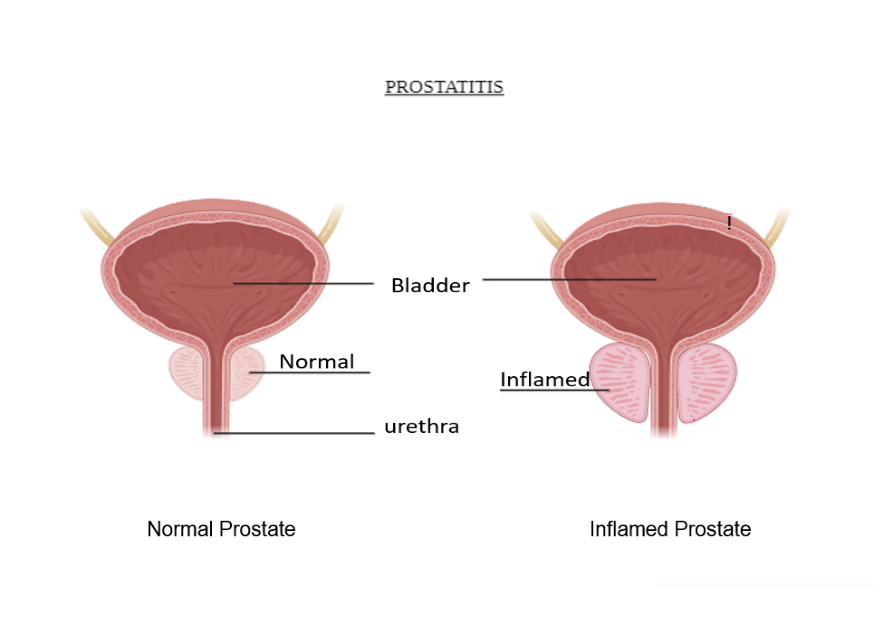 PROSTATITIS
!
Bladder
Normal
Inflamed
urethra
Normal Prostate
Inflamed Prostate